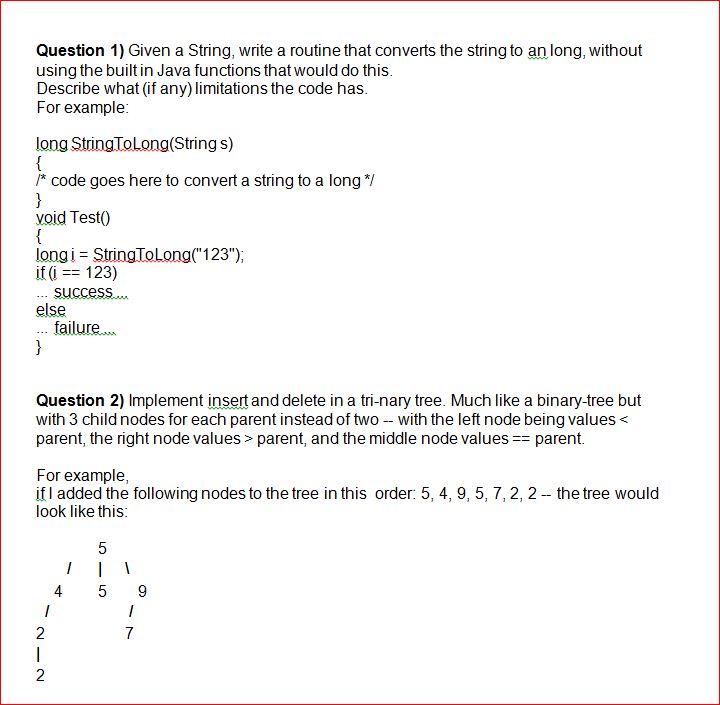 Question 1) Given a String, write a routine that converts the string to an long, without
using the built in Java functions that would do this.
Describe what (if any) limitations the code has.
For example:
long StringToLong(String s)
{
/* code goes here to convert a string to a long */
}
void Test()
{
long i = StringToLong("123");
if (i == 123)
... success ...
else
... failure ...
}
Question 2) Implement insert and delete in a tri-nary tree. Much like a binary-tree but
with 3 child nodes for each parent instead of two -- with the left node being values <
parent, the right node values > parent, and the middle node values == parent.
For example,
if I added the following nodes to the tree in this order: 5, 4, 9, 5, 7, 2, 2 -- the tree would
look like this:
5
/ | \
4 5 9
/ /
2 7
|
2